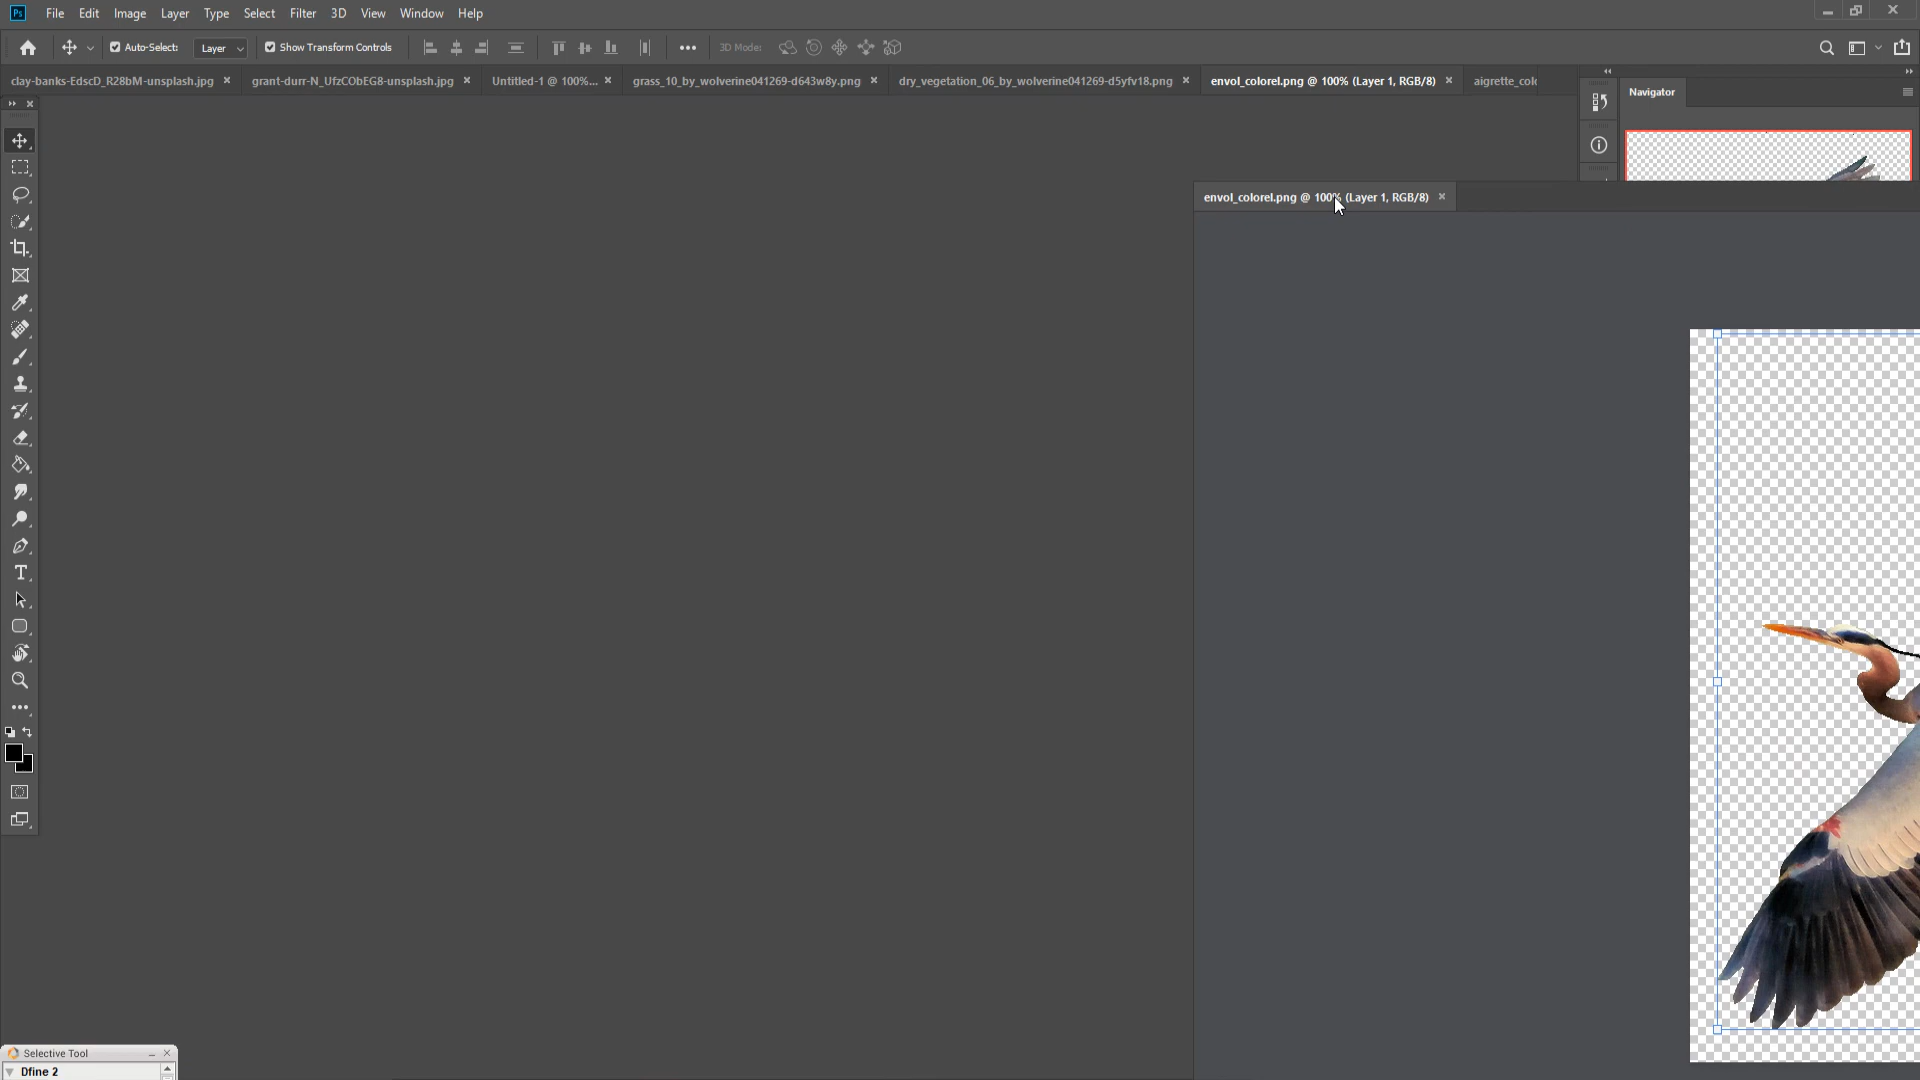 Ps File Edit Image Layer Type Select Filter 3D View Window Help
Auto-Select: Layer Show Transform Controls 3D Mode:
clay-banks-EdscD_R28bM-unsplash.jpg × grant-durr-N_UfzCObEG8-unsplash.jpg × Untitled-1 @ 100%... × grass_10_by_wolverine041269-d643w8y.png × dry_vegetation_06_by_wolverine041269-d5yfv18.png × envol_colorel.png @ 100% (Layer 1, RGB/8) × aigrette_col
Navigator
envol_colorel.png @ 100% (Layer 1, RGB/8) ×
Selective Tool
Dfine 2